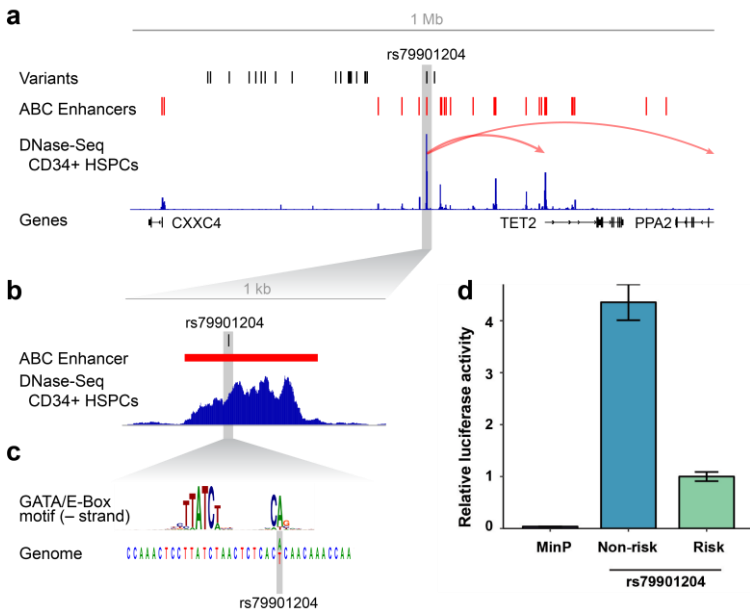 a
1 Mb
rs79901204
Variants
ABC Enhancers
DNase-Seq
CD34+ HSPCs
Genes
CXXC4
TET2
PPA2
b
1 kb
rs79901204
ABC Enhancer
DNase-Seq
CD34+ HSPCs
c
GATA/E-Box
motif (– strand)
TTATCT CAG
A
Genome
CCAAACTCCTTATCTAACTCTCACTCAACAAACCAA
rs79901204
d
Relative luciferase activity
4
3
2
1
0
MinP Non-risk Risk
rs79901204